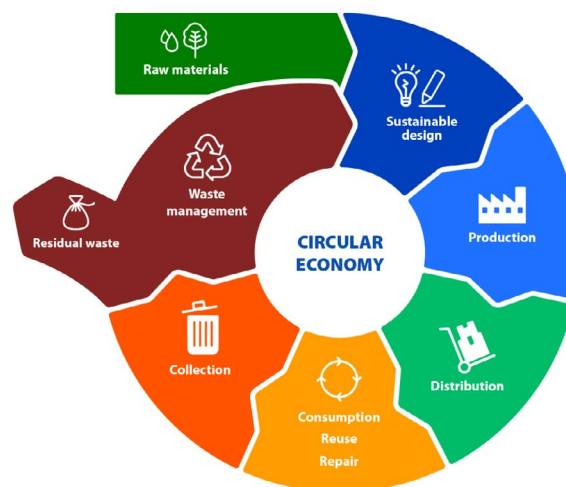 Raw materials
Sustainable
design
Production
Distribution
Consumption
Reuse
Repair
Collection
Waste
management
Residual waste
CIRCULAR
ECONOMY